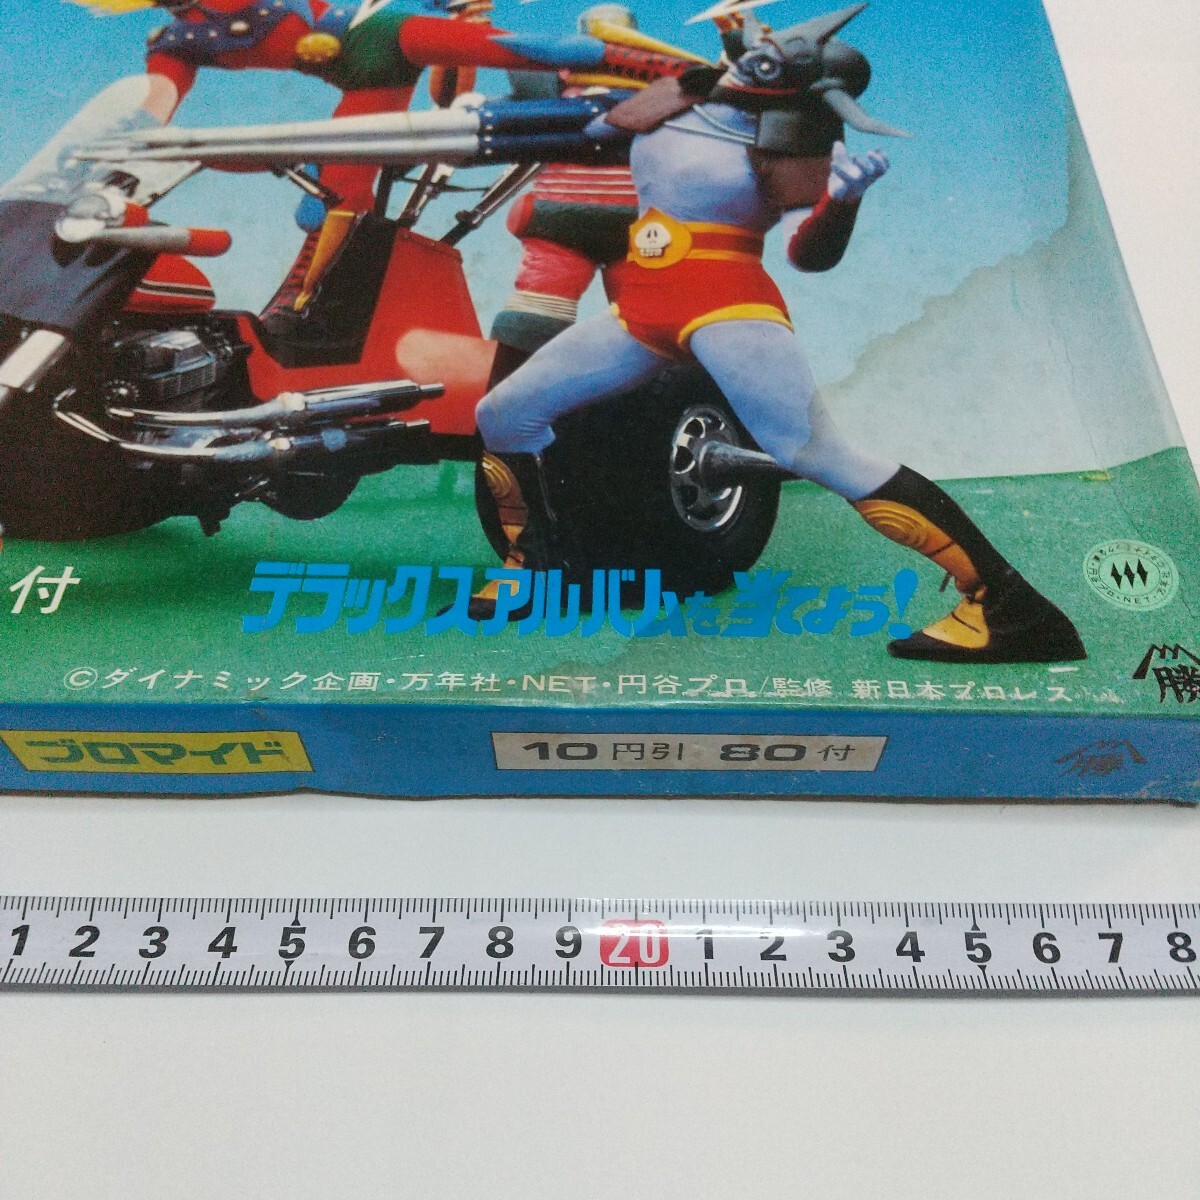 付
デラックスアルバムを当てよう!
©ダイナミック企画・万年社・NET・円谷プロ/監修 新日本プロレス
ブロマイド
10円引 80付
1 2 3 4 5 6 7 8 9 20 1 2 3 4 5 6 7 8